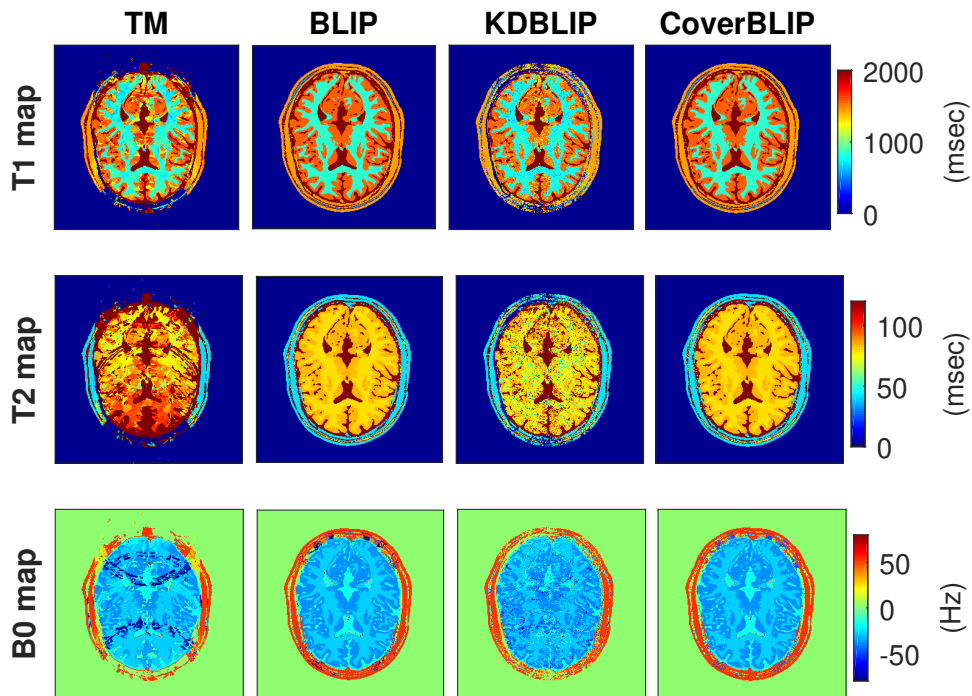 TM BLIP KDBLIP CoverBLIP
T1 map
2000
1000
0
(msec)
T2 map
100
50
0
(msec)
B0 map
50
0
-50
(Hz)